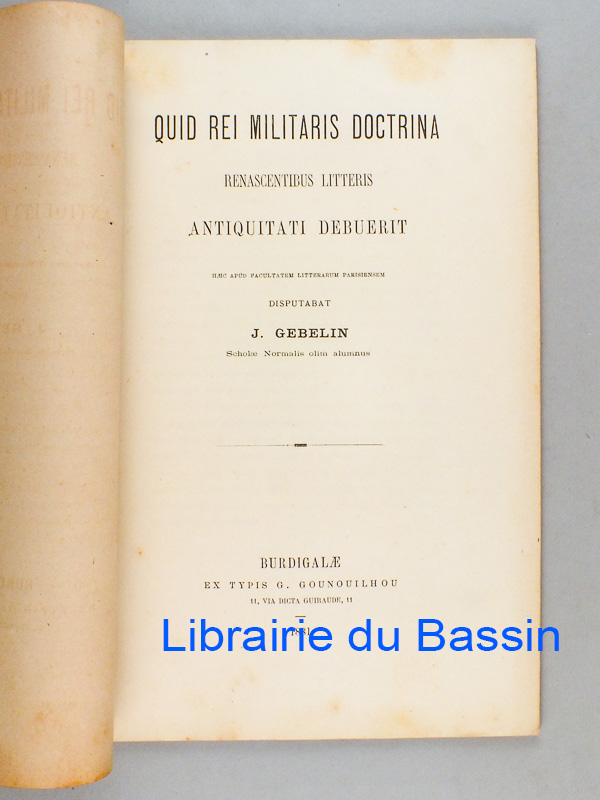 QUID REI MILITARIS DOCTRINA
RENASCENTIBUS LITTERIS
ANTIQUITATI DEBUERIT
HÆC APUD FACULTATEM LITTERARUM PARISIENSEM
DISPUTABAT
J. GEBELIN
Scholæ Normalis olim alumnus
BURDIGALÆ
EX TYPIS G. GOUNOUILHOU
11, VIA DICTA GUIRAUDE, 11
Librairie du Bassin